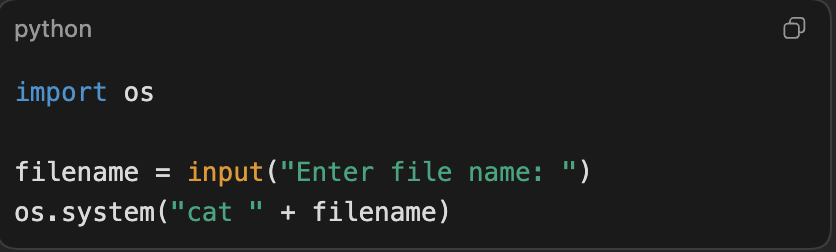 python
import os
filename = input("Enter file name: ")
os.system("cat " + filename)